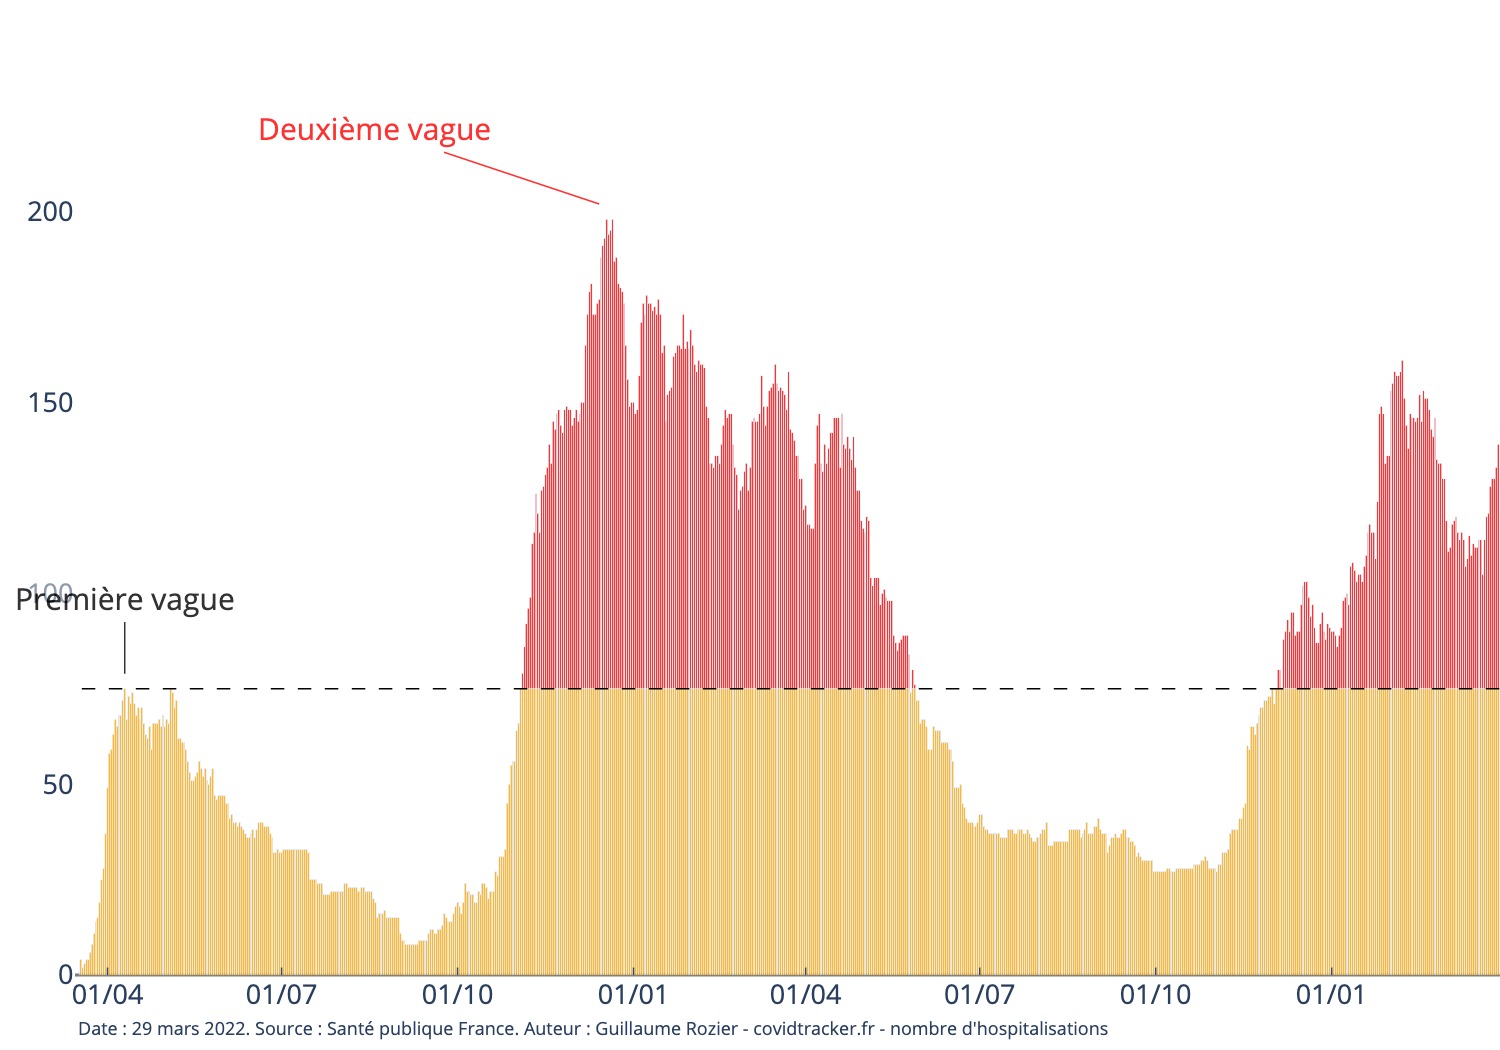 Deuxième vague
200
150
100
Première vague
50
0
01/04 01/07 01/10 01/01 01/04 01/07 01/10 01/01
Date : 29 mars 2022. Source : Santé publique France. Auteur : Guillaume Rozier - covidtracker.fr - nombre d'hospitalisations